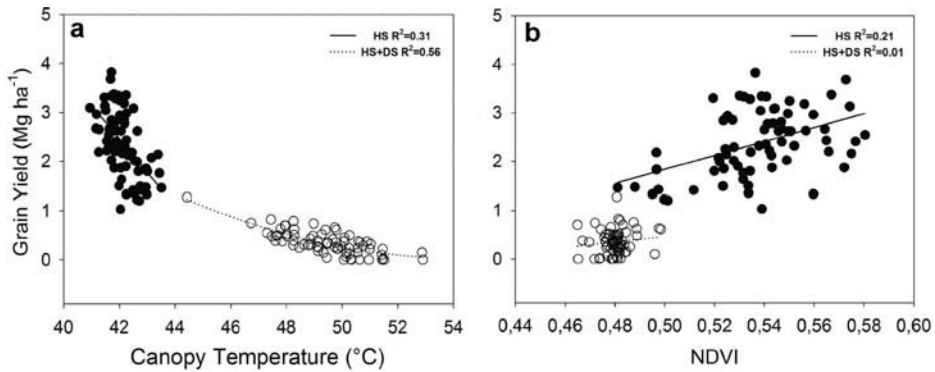 a
HS R²=0.31
HS+DS R²=0.56
Grain Yield (Mg ha⁻¹)
5
4
3
2
1
0
40 42 44 46 48 50 52 54
Canopy Temperature (°C)
b
HS R²=0.21
HS+DS R²=0.01
5
4
3
2
1
0
0,44 0,46 0,48 0,50 0,52 0,54 0,56 0,58 0,60
NDVI